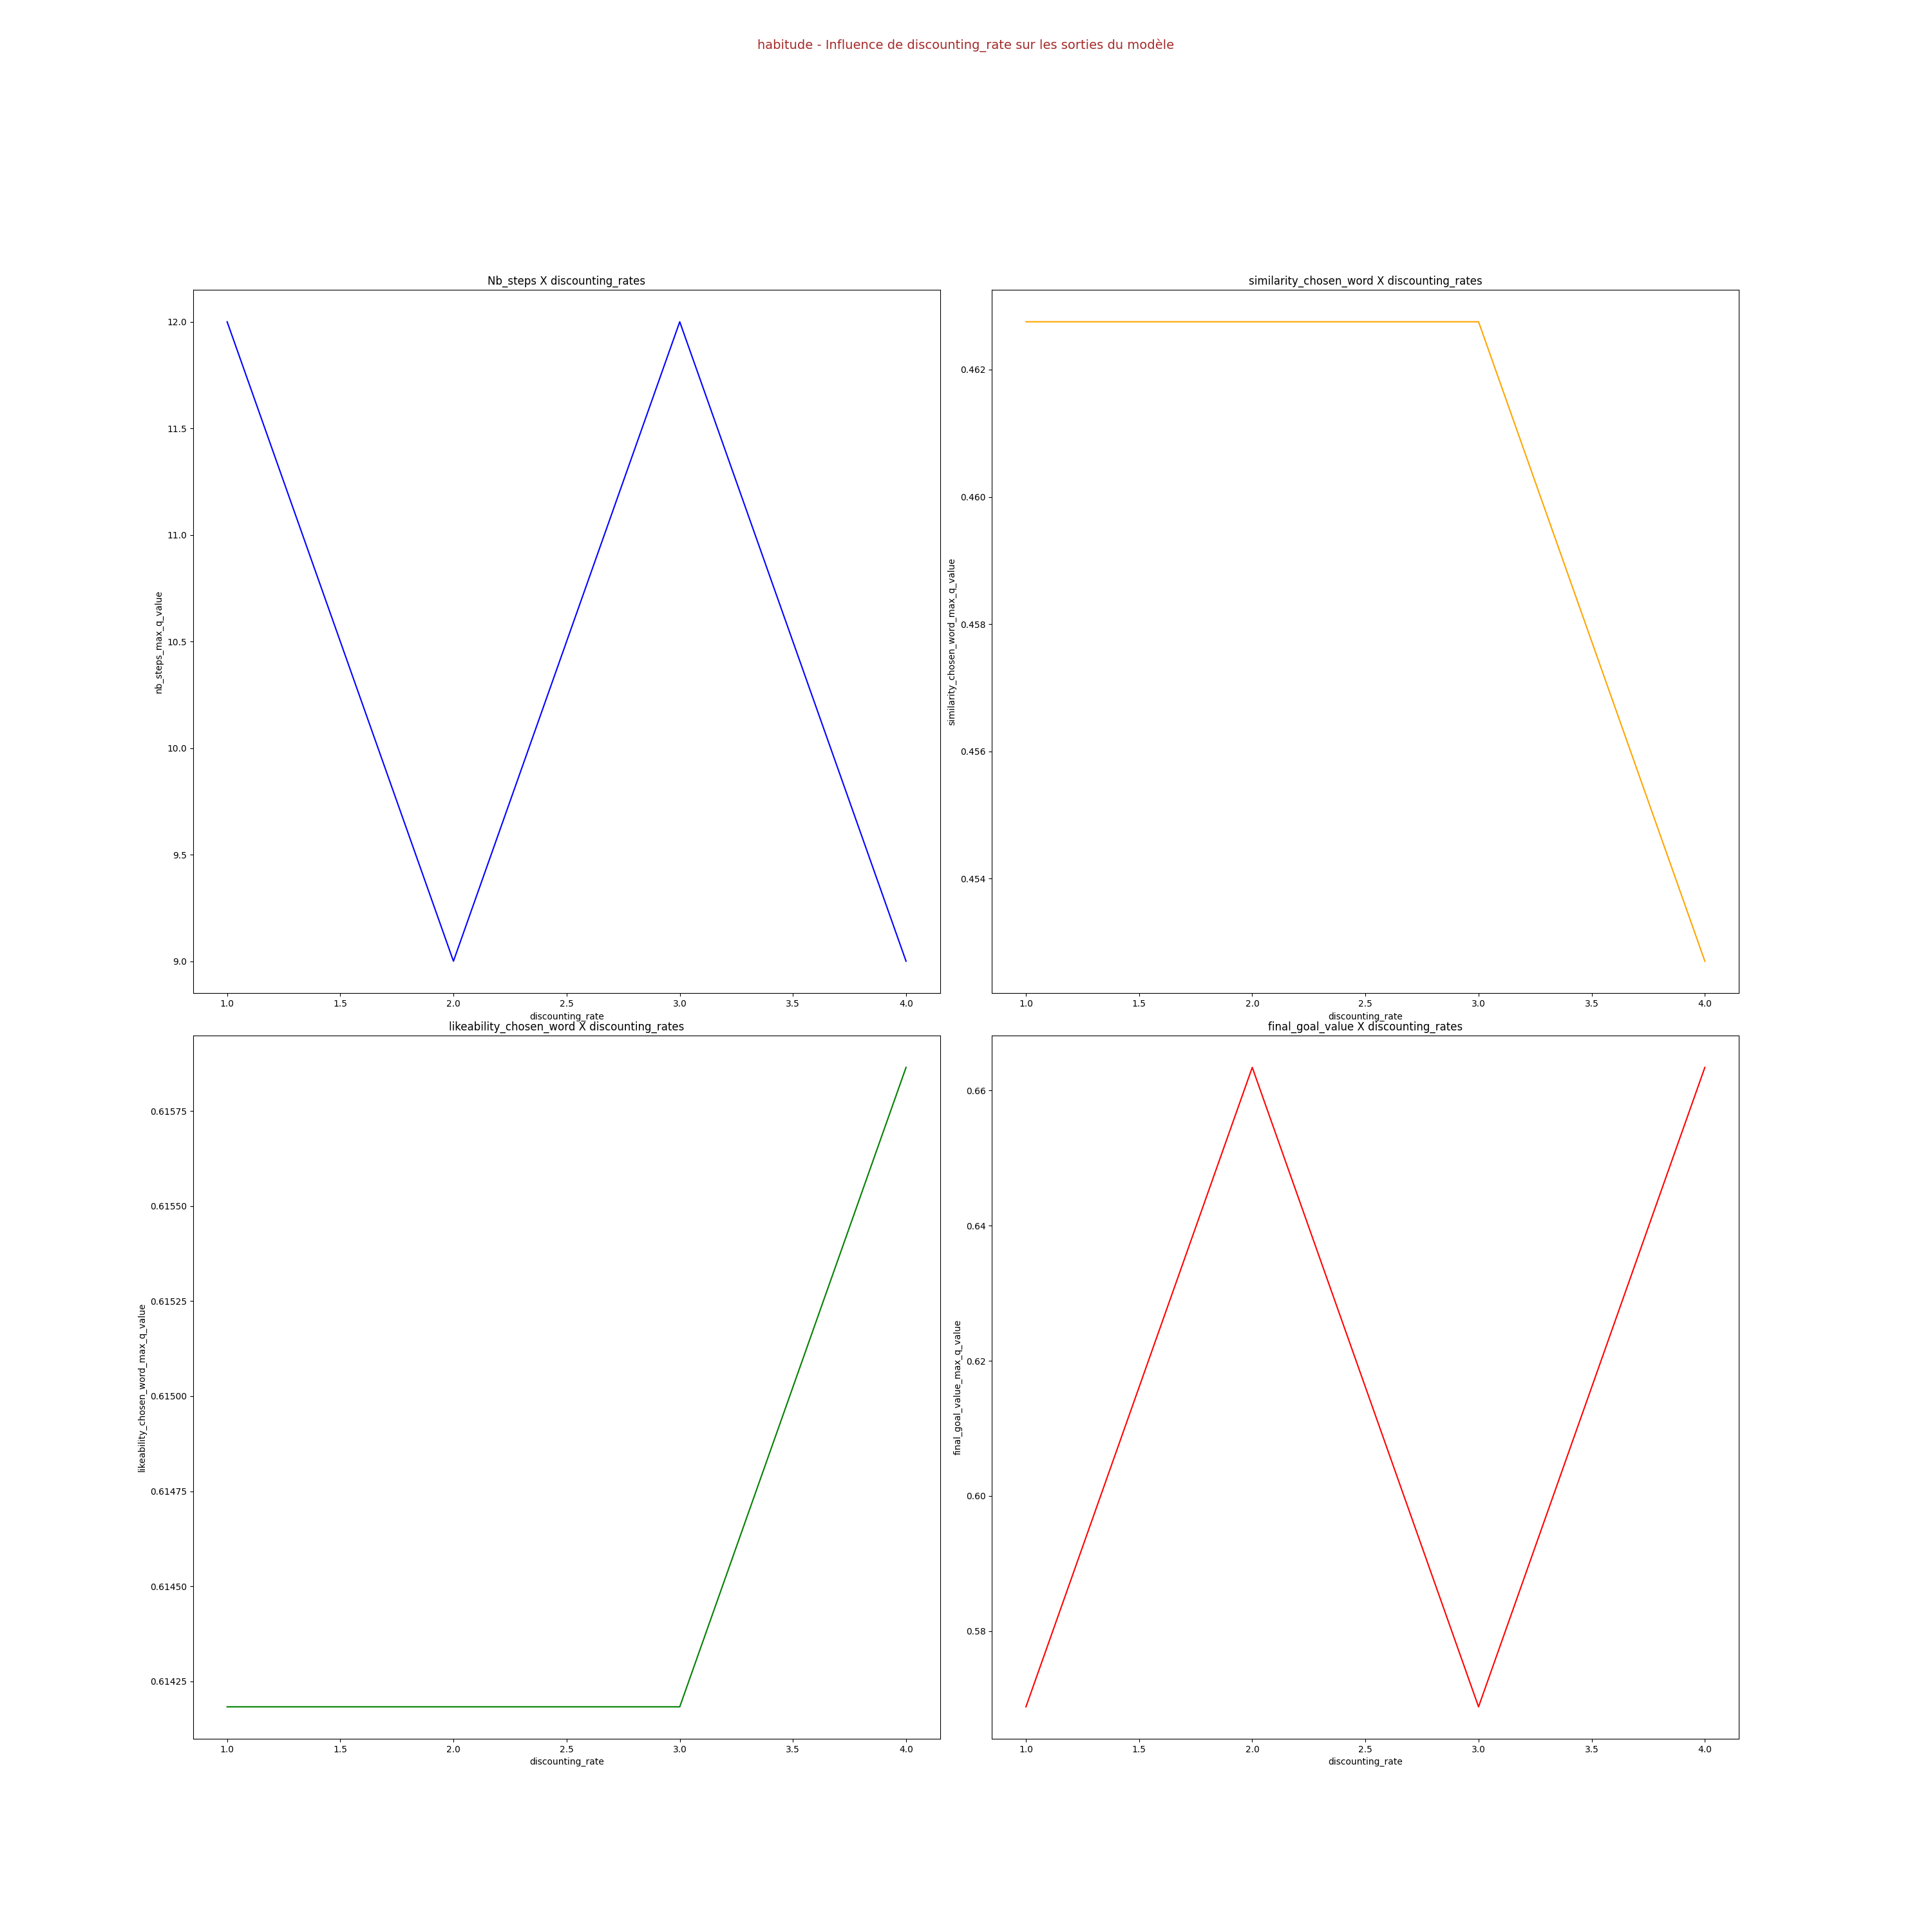 habitude - Influence de discounting_rate sur les sorties du modèle
Nb_steps X discounting_rates
12.0
11.5
11.0
10.5
10.0
9.5
9.0
nb_steps_max_q_value
1.0 1.5 2.0 2.5 3.0 3.5 4.0
discounting_rate
similarity_chosen_word X discounting_rates
0.462
0.460
0.458
0.456
0.454
similarity_chosen_word_max_q_value
1.0 1.5 2.0 2.5 3.0 3.5 4.0
discounting_rate
likeability_chosen_word X discounting_rates
0.61575
0.61550
0.61525
0.61500
0.61475
0.61450
0.61425
likeability_chosen_word_max_q_value
1.0 1.5 2.0 2.5 3.0 3.5 4.0
discounting_rate
final_goal_value X discounting_rates
0.66
0.64
0.62
0.60
0.58
final_goal_value_max_q_value
1.0 1.5 2.0 2.5 3.0 3.5 4.0
discounting_rate